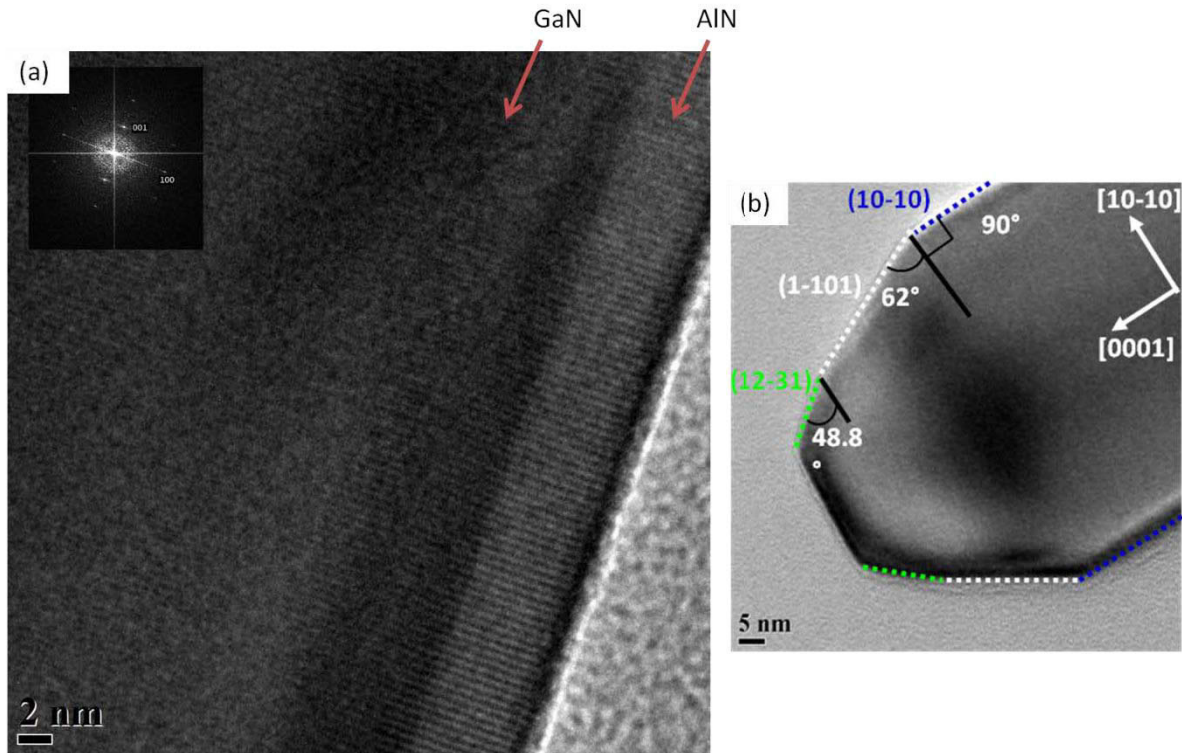 GaN AlN
(a)
001
100
2 nm
(b)
(10-10)
90°
[10-10]
(1-101)
62°
[0001]
(12-31)
48.8
°
5 nm